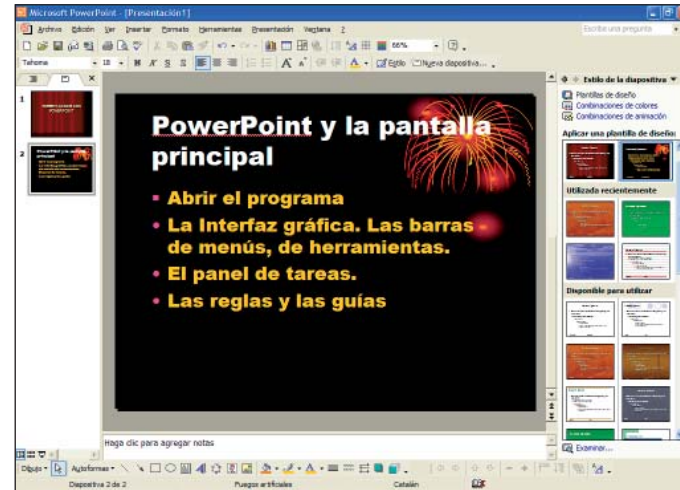 Microsoft PowerPoint - [Presentación1]
Archivo Edición Ver Insertar Formato Herramientas Presentación Ventana ?
Escriba una pregunta
66%
Tahoma 18 N K S S Estilo Nueva diapositiva...
Estilo de la diapositiva
1
2
PowerPoint y la pantalla
principal
Abrir el programa
La Interfaz gráfica. Las barras
de menús, de herramientas.
El panel de tareas.
Las reglas y las guías
Plantillas de diseño
Combinaciones de colores
Combinaciones de animación
Aplicar una plantilla de diseño:
Utilizada recientemente
Disponible para utilizar
Examinar...
Haga clic para agregar notas
Dibujo Autoformas
Diapositiva 2 de 2 Fuegos artificiales Catalán